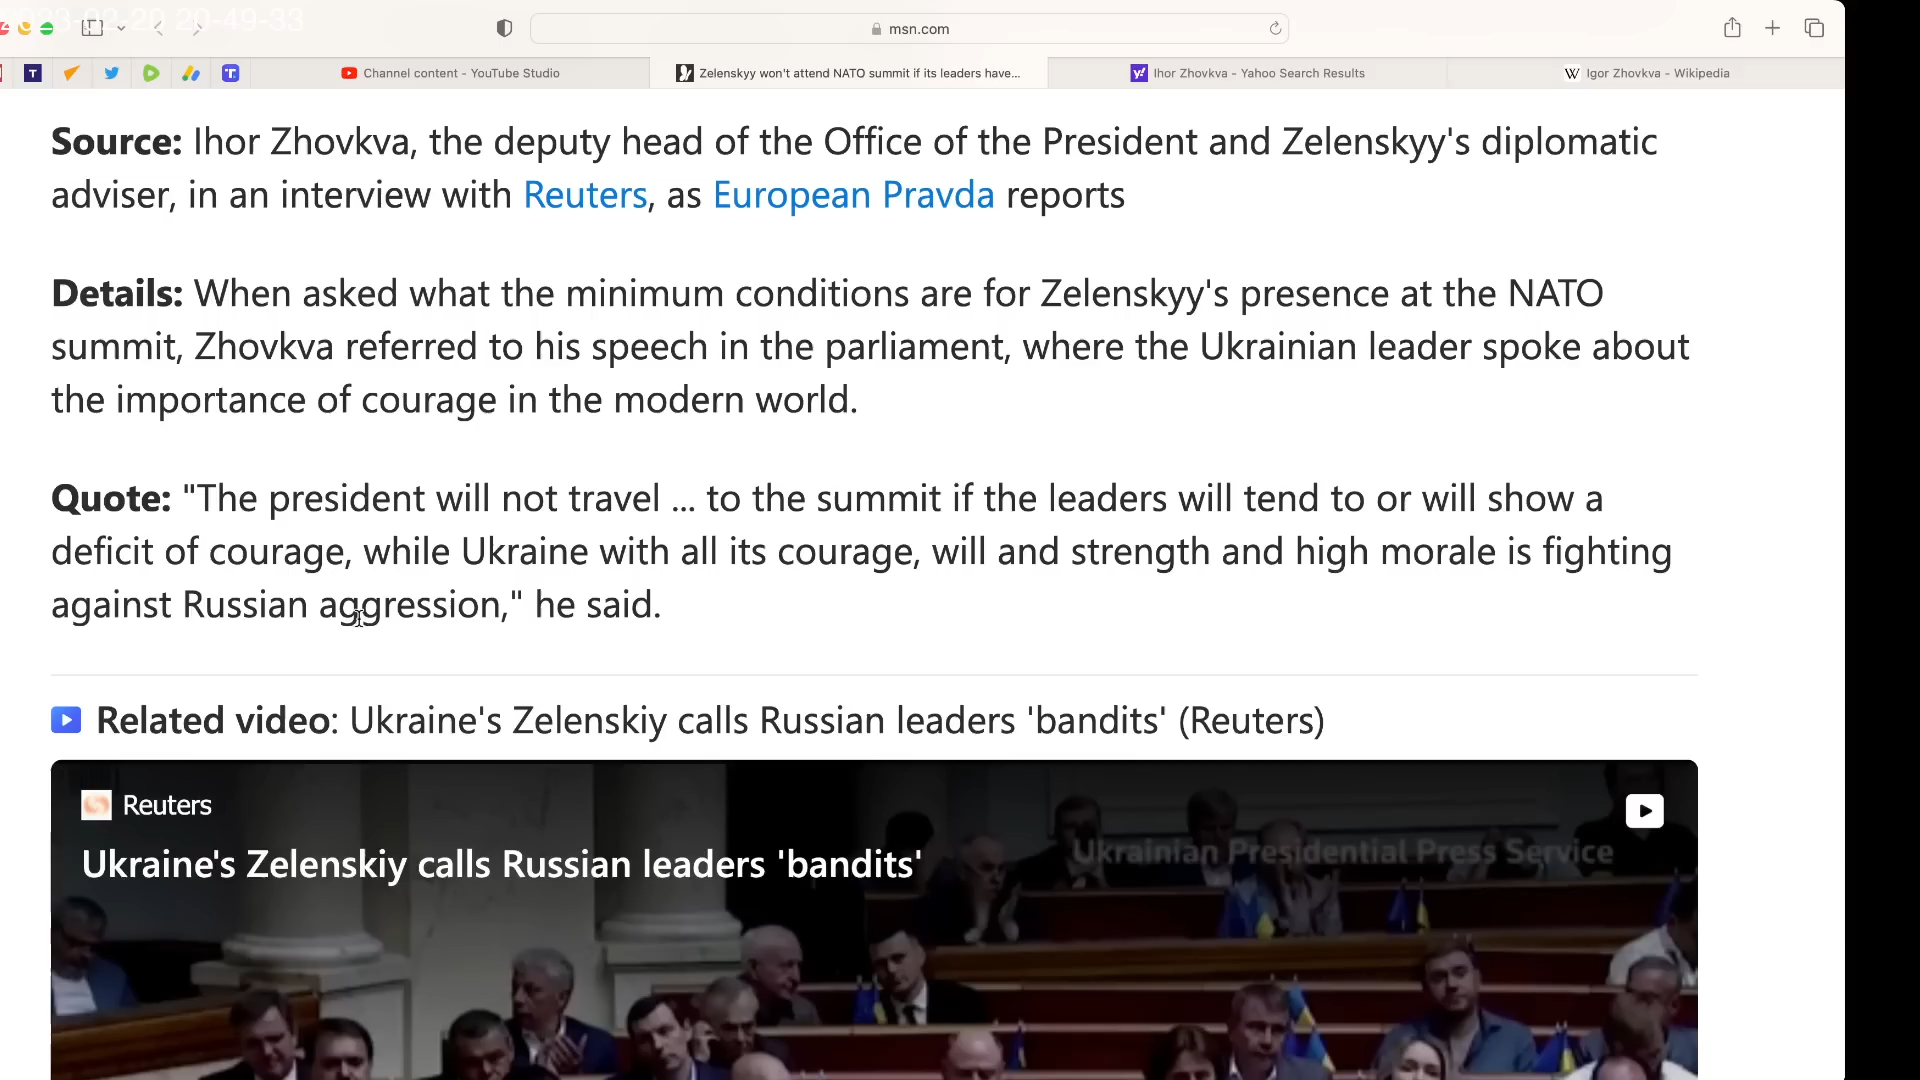 2023-02-20 20-49-33
msn.com
Channel content - YouTube Studio
Zelenskyy won't attend NATO summit if its leaders have...
Ihor Zhovkva - Yahoo Search Results
Igor Zhovkva - Wikipedia
Source: Ihor Zhovkva, the deputy head of the Office of the President and Zelenskyy's diplomatic
adviser, in an interview with Reuters, as European Pravda reports
Details: When asked what the minimum conditions are for Zelenskyy's presence at the NATO
summit, Zhovkva referred to his speech in the parliament, where the Ukrainian leader spoke about
the importance of courage in the modern world.
Quote: "The president will not travel ... to the summit if the leaders will tend to or will show a
deficit of courage, while Ukraine with all its courage, will and strength and high morale is fighting
against Russian aggression," he said.
Related video: Ukraine's Zelenskiy calls Russian leaders 'bandits' (Reuters)
Reuters
Ukrainian Presidential Press Service
Ukraine's Zelenskiy calls Russian leaders 'bandits'